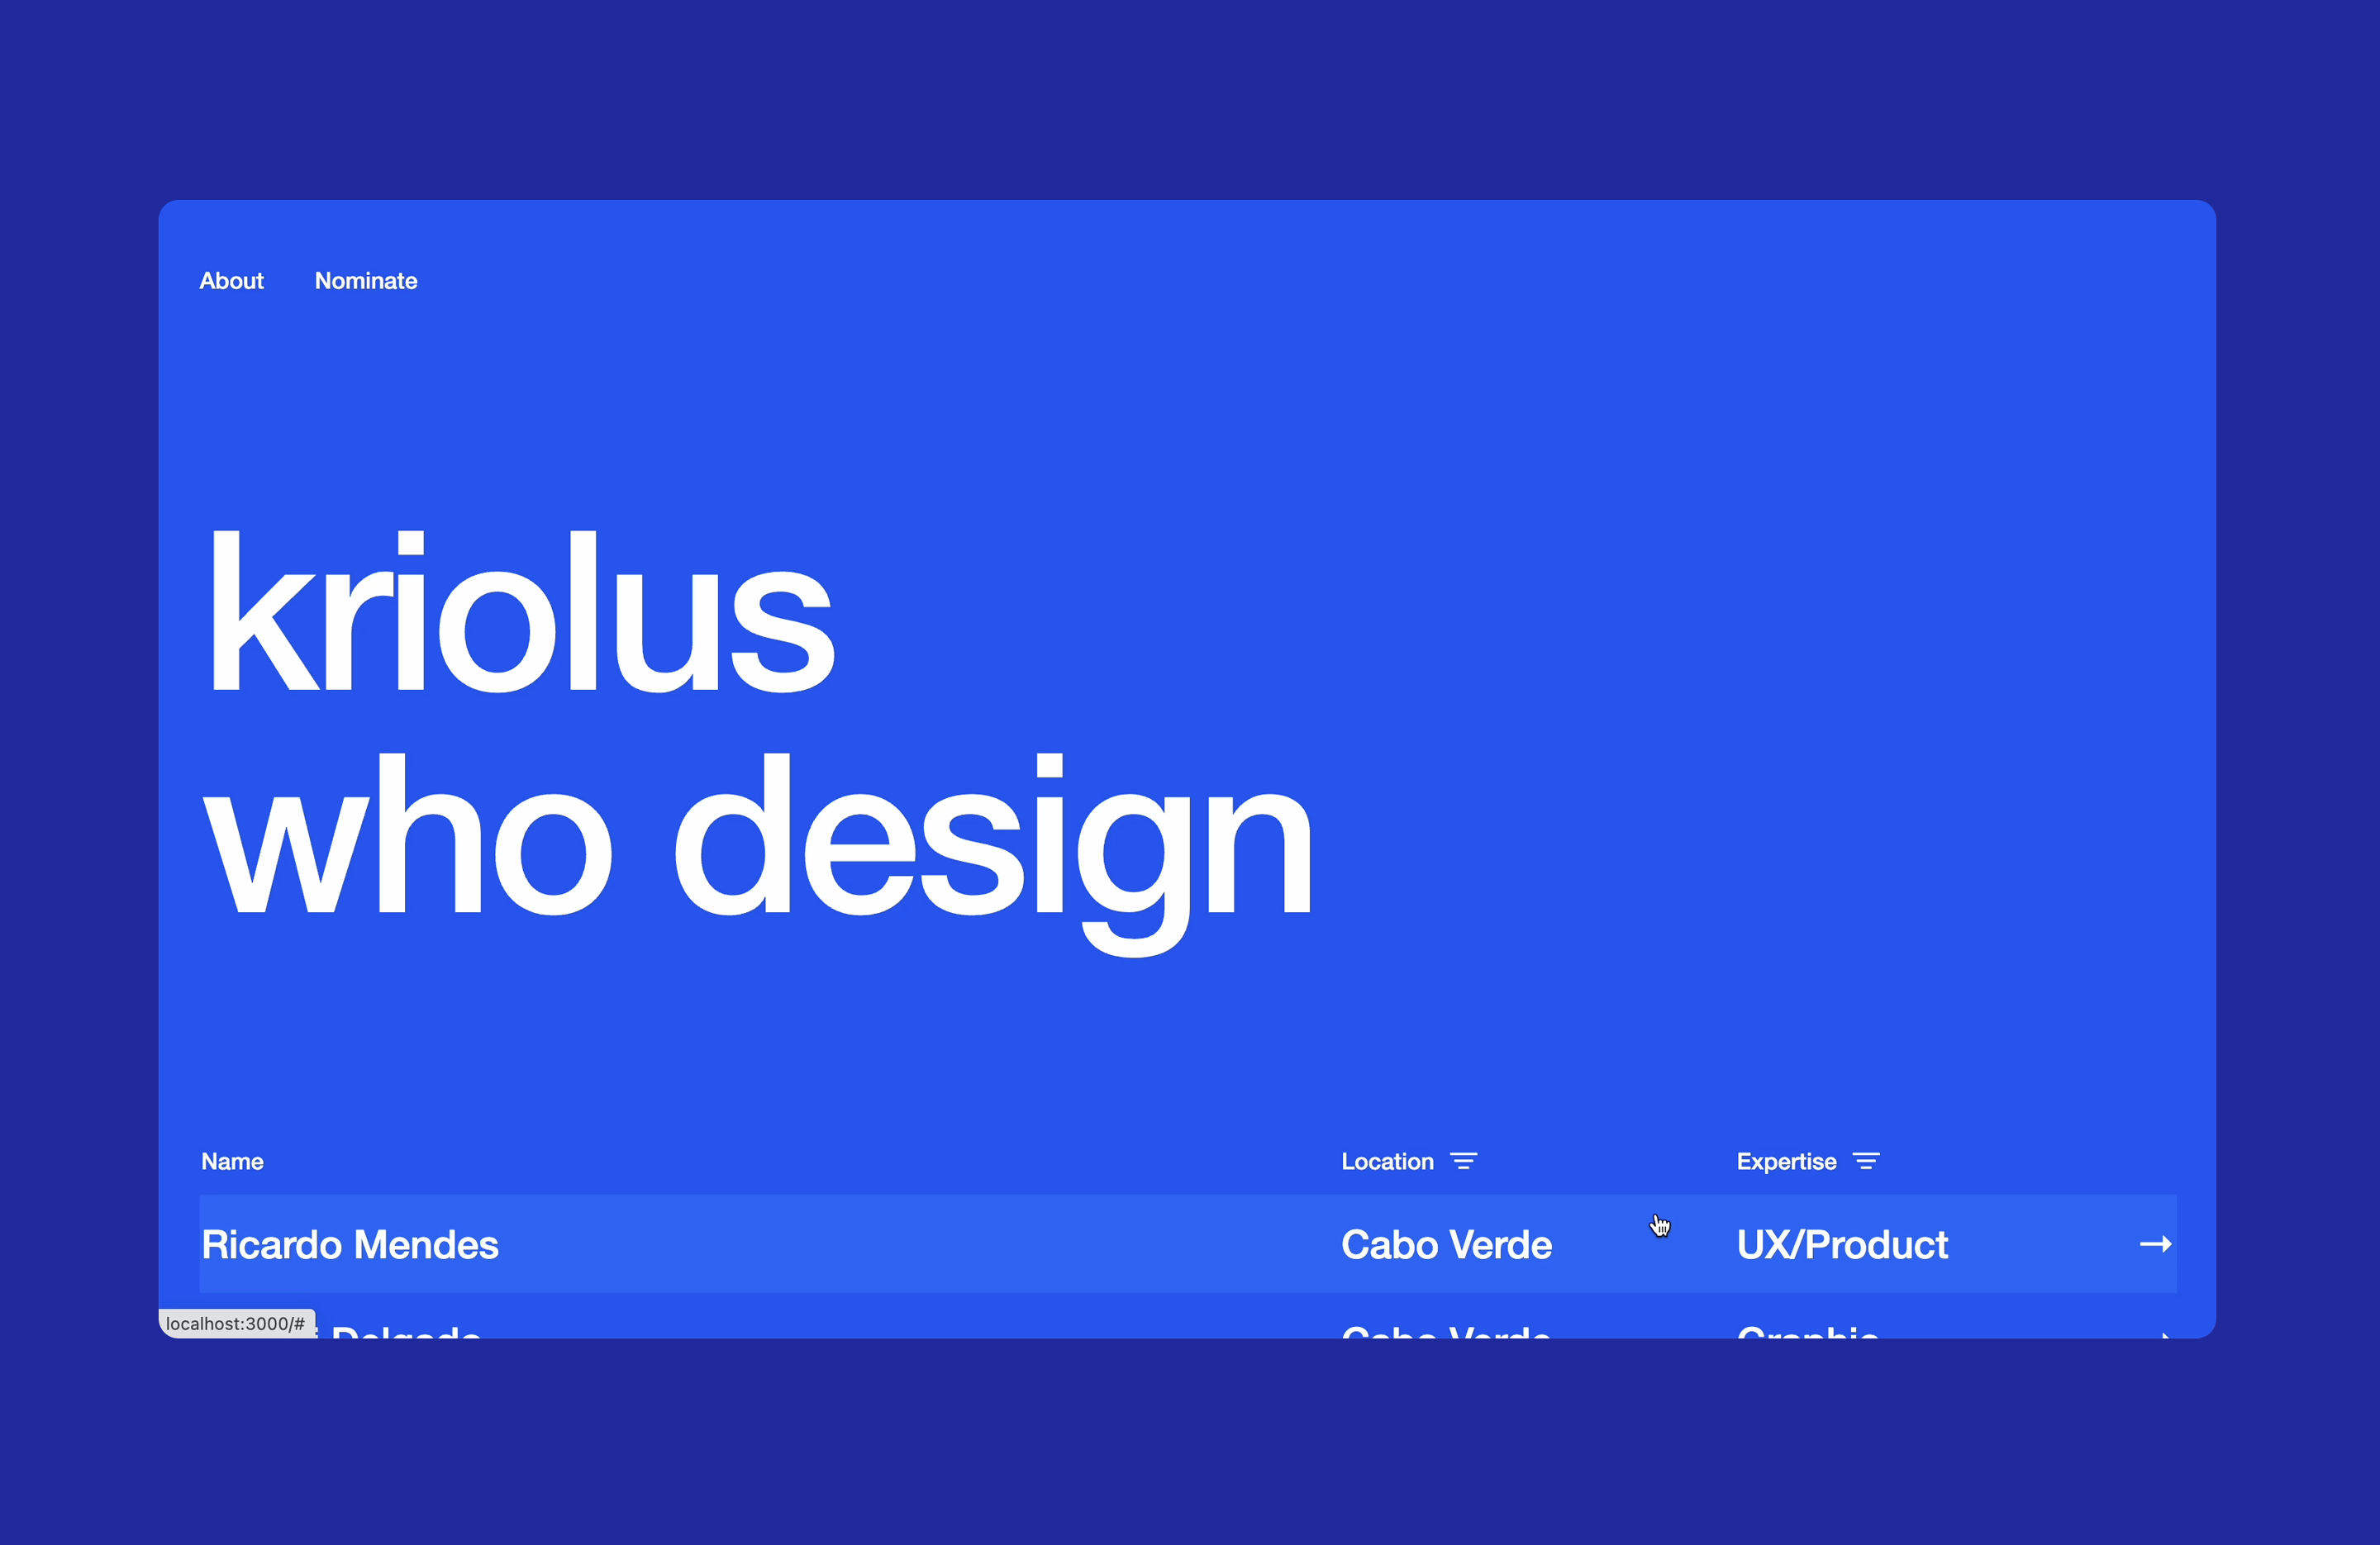 About Nominate
kriolus
who design
Name Location Expertise
Ricardo Mendes Cabo Verde UX/Product
localhost:3000/#
Delgado Cabo Verde Graphic